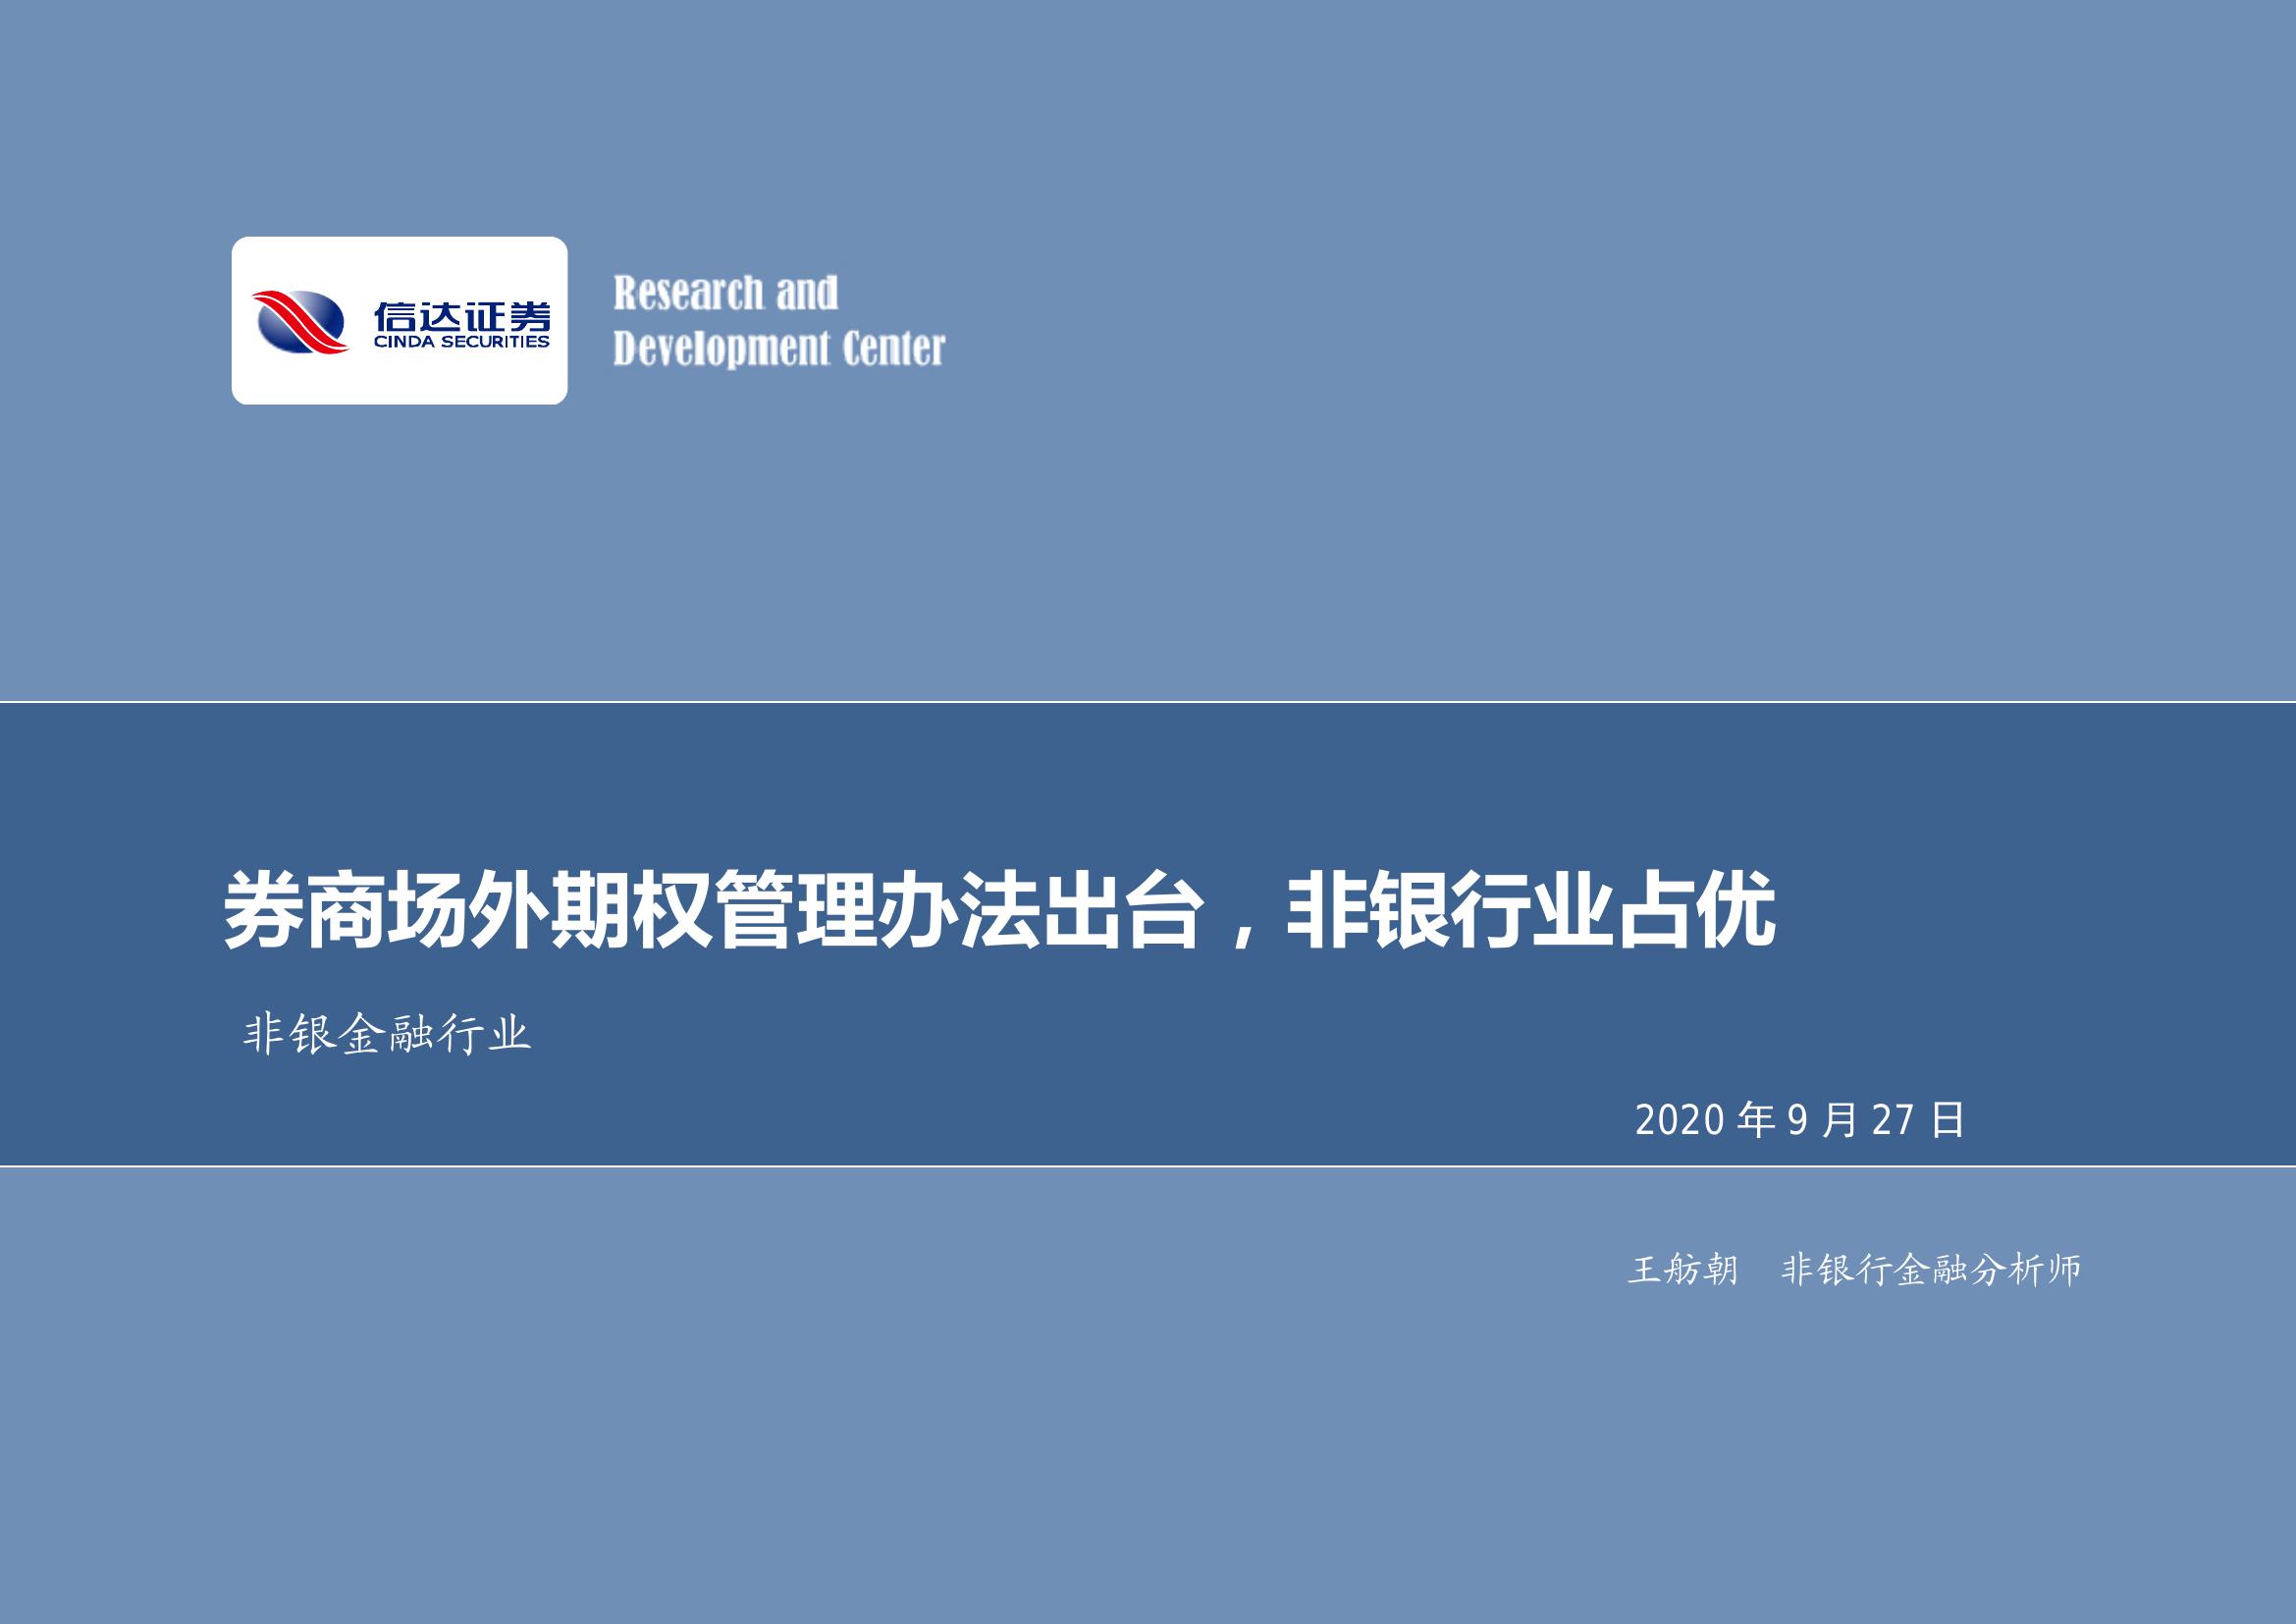 信达证券
CINDA SECURITIES
Research and
Development Center
券商场外期权管理办法出台，非银行业占优
非银金融行业
2020 年 9 月 27 日
王舫朝 非银行金融分析师